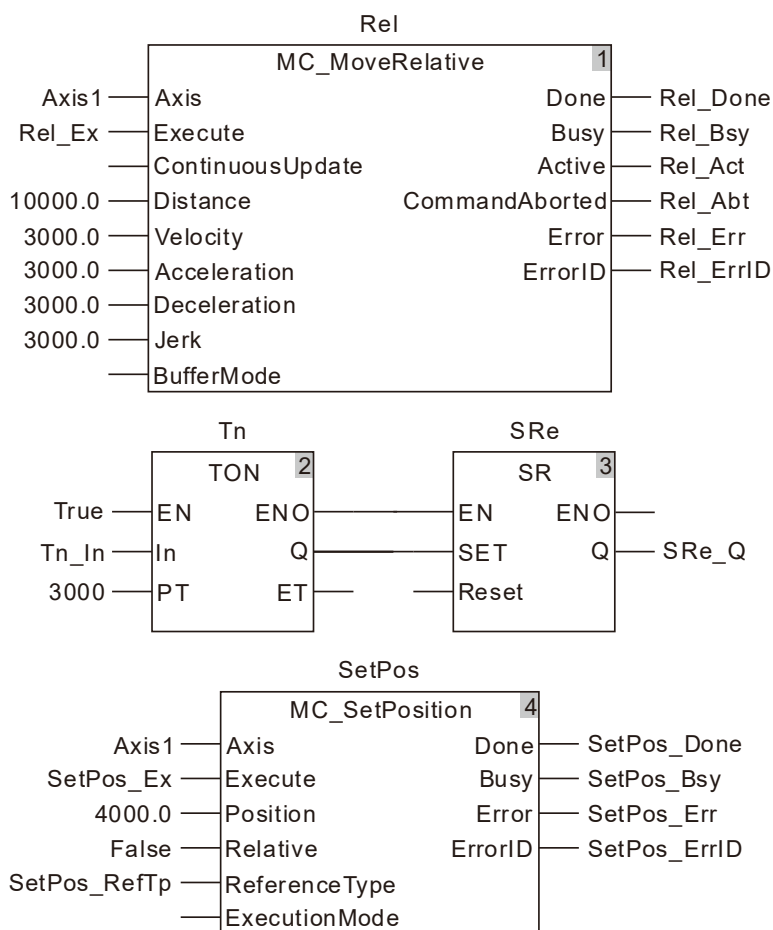 Rel
MC_MoveRelative 1
Axis1 Axis Done Rel_Done
Rel_Ex Execute Busy Rel_Bsy
ContinuousUpdate Active Rel_Act
10000.0 Distance CommandAborted Rel_Abt
3000.0 Velocity Error Rel_Err
3000.0 Acceleration ErrorID Rel_ErrID
3000.0 Deceleration
3000.0 Jerk
BufferMode
Tn SRe
TON 2 SR 3
True EN ENO EN ENO
Tn_In In Q SET Q SRe_Q
3000 PT ET Reset
SetPos
MC_SetPosition 4
Axis1 Axis Done SetPos_Done
SetPos_Ex Execute Busy SetPos_Bsy
4000.0 Position Error SetPos_Err
False Relative ErrorID SetPos_ErrID
SetPos_RefTp ReferenceType
ExecutionMode